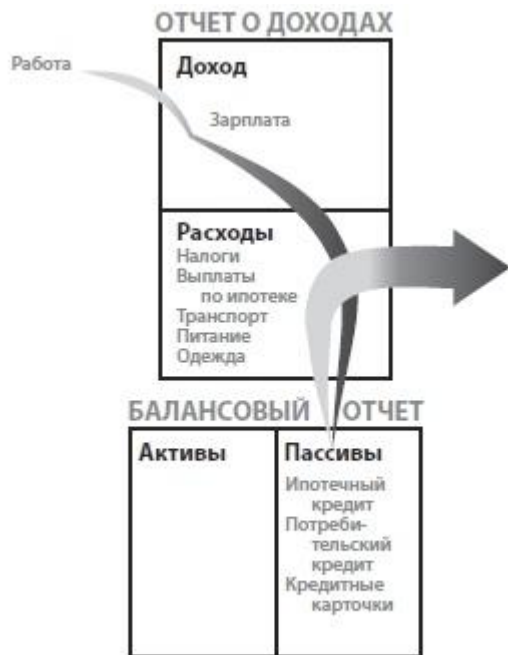 ОТЧЕТ О ДОХОДАХ
Работа
Доход
Зарплата
Расходы
Налоги
Выплаты
по ипотеке
Транспорт
Питание
Одежда
БАЛАНСОВЫЙ ОТЧЕТ
Активы
Пассивы
Ипотечный
кредит
Потреби-
тельский
кредит
Кредитные
карточки